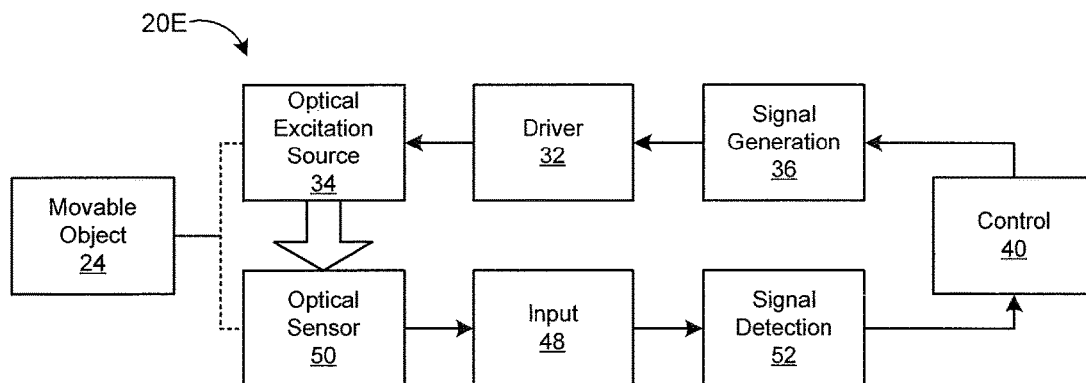 20E
Optical
Excitation
Source
34
Driver
32
Signal
Generation
36
Movable
Object
24
Control
40
Optical
Sensor
50
Input
48
Signal
Detection
52